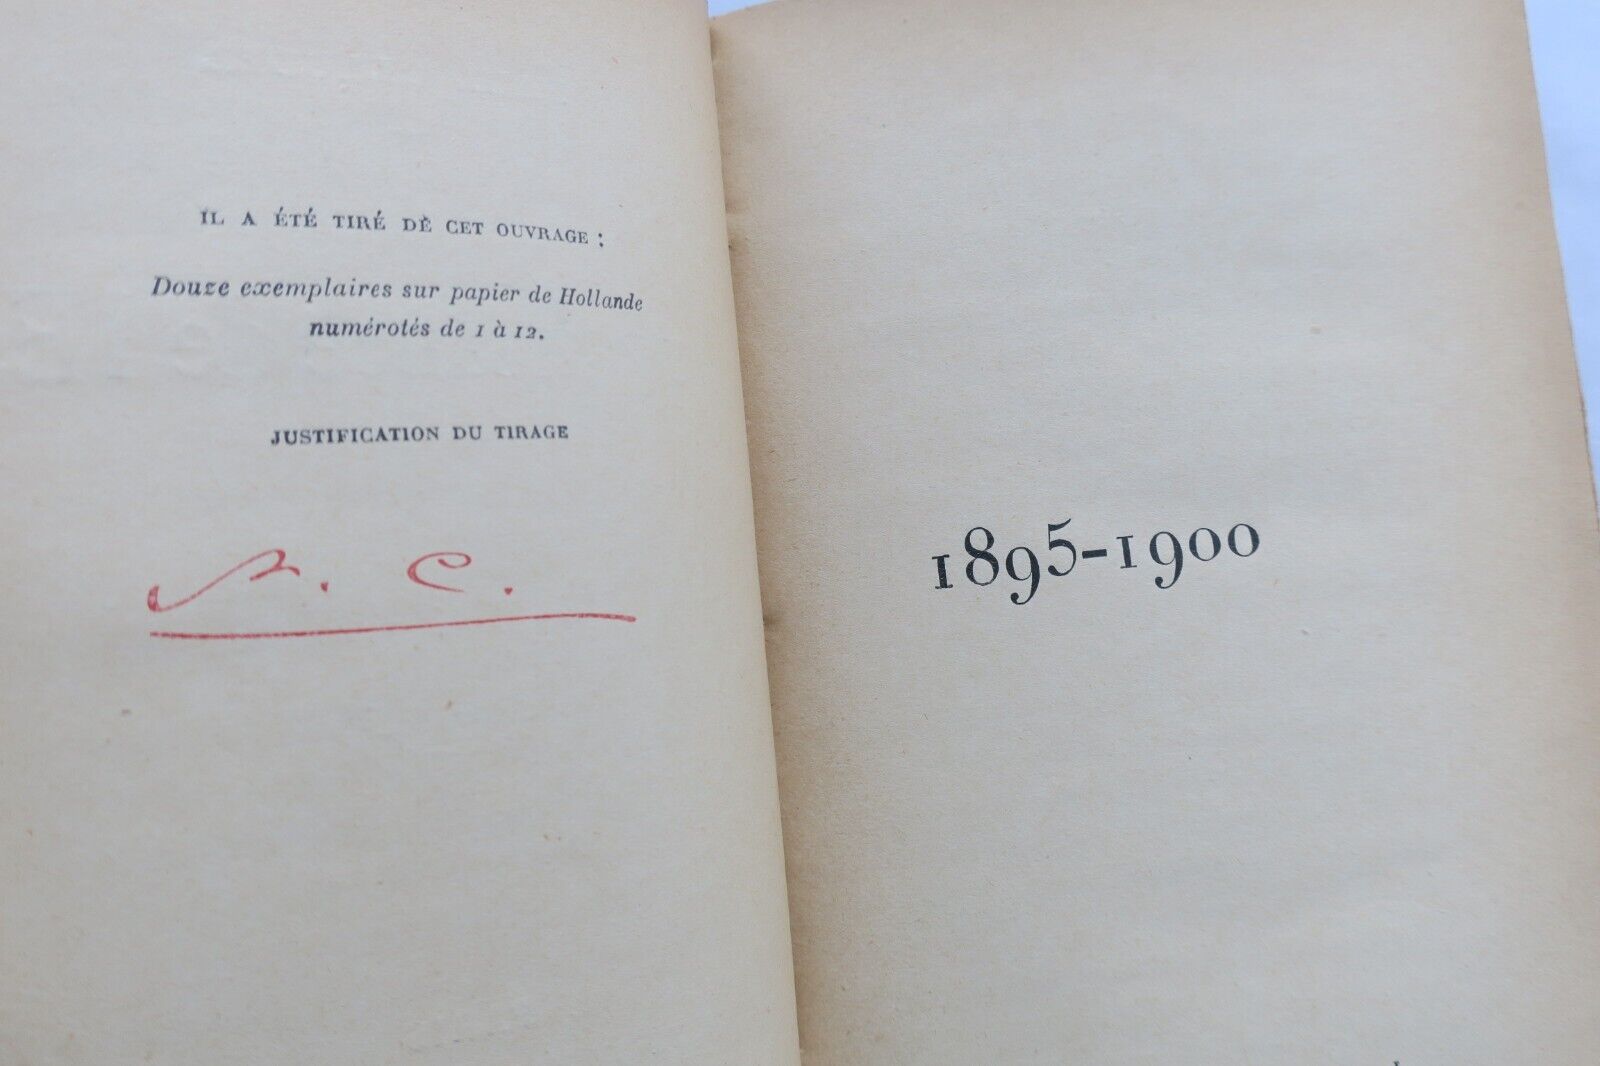 IL A ÉTÉ TIRÉ DE CET OUVRAGE :
Douze exemplaires sur papier de Hollande
numérotés de 1 à 12.
JUSTIFICATION DU TIRAGE
A. C.
1895-1900